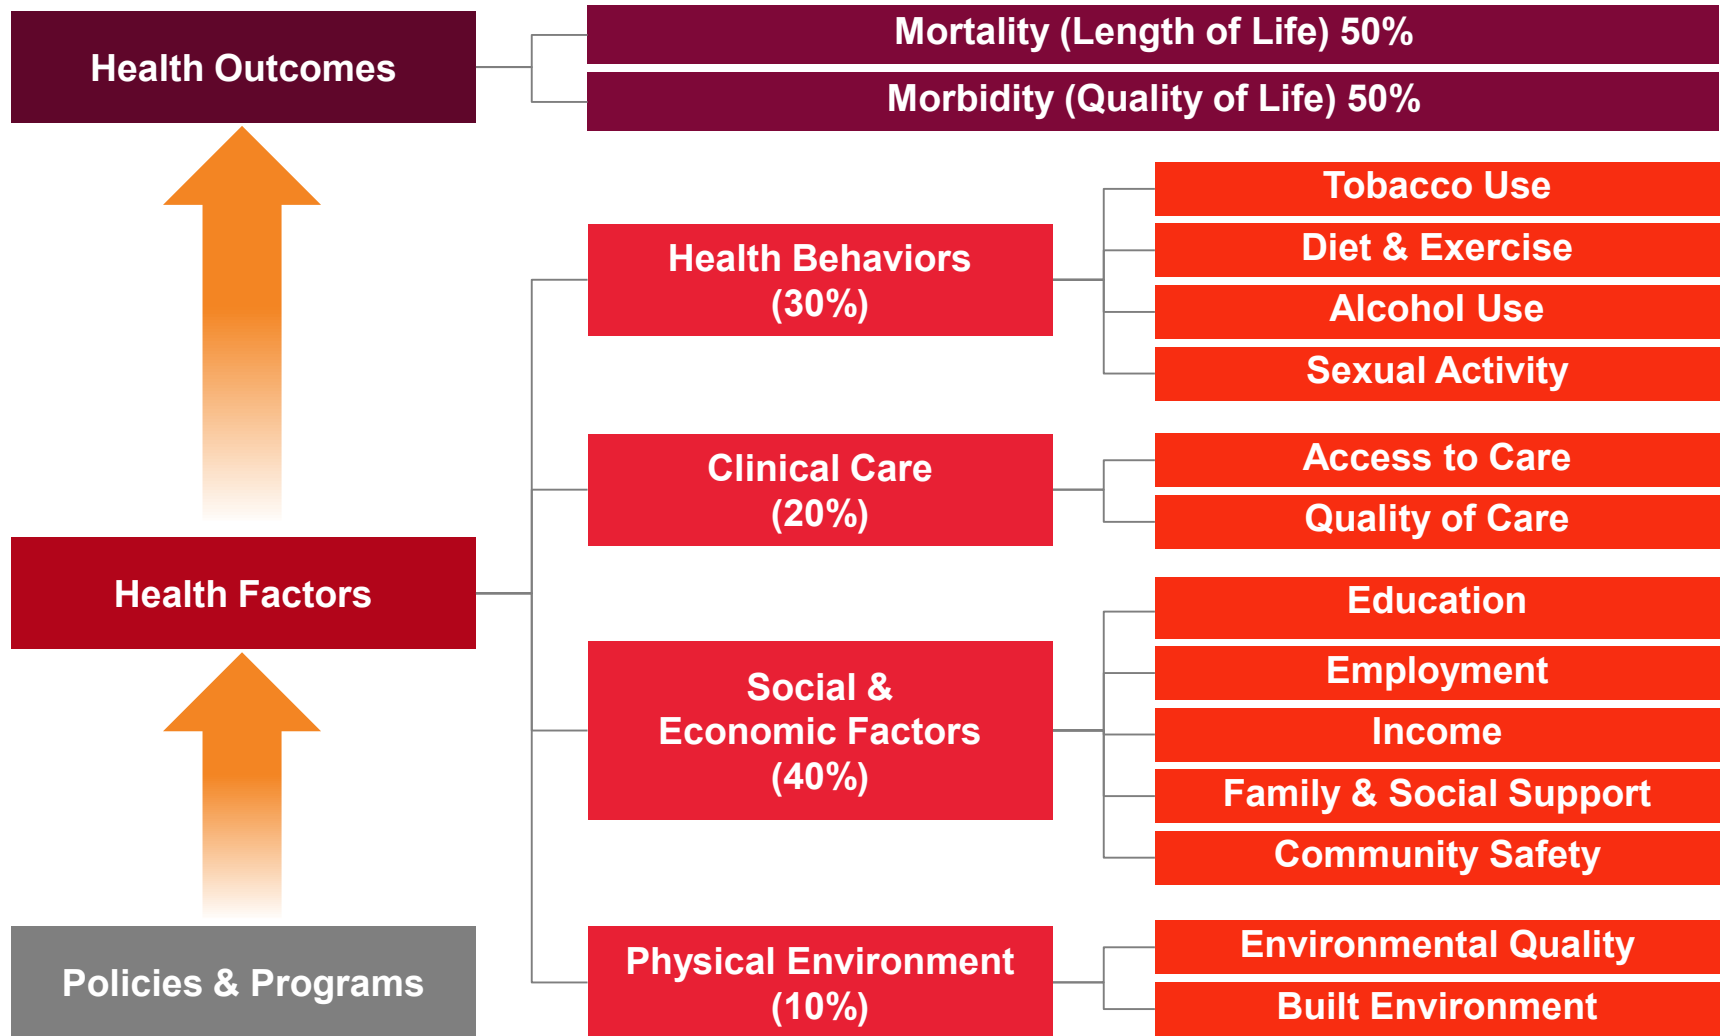 Health Outcomes
Mortality (Length of Life) 50%
Morbidity (Quality of Life) 50%
Health Factors
Health Behaviors
(30%)
Tobacco Use
Diet & Exercise
Alcohol Use
Sexual Activity
Clinical Care
(20%)
Access to Care
Quality of Care
Social &
Economic Factors
(40%)
Education
Employment
Income
Family & Social Support
Community Safety
Physical Environment
(10%)
Environmental Quality
Built Environment
Policies & Programs